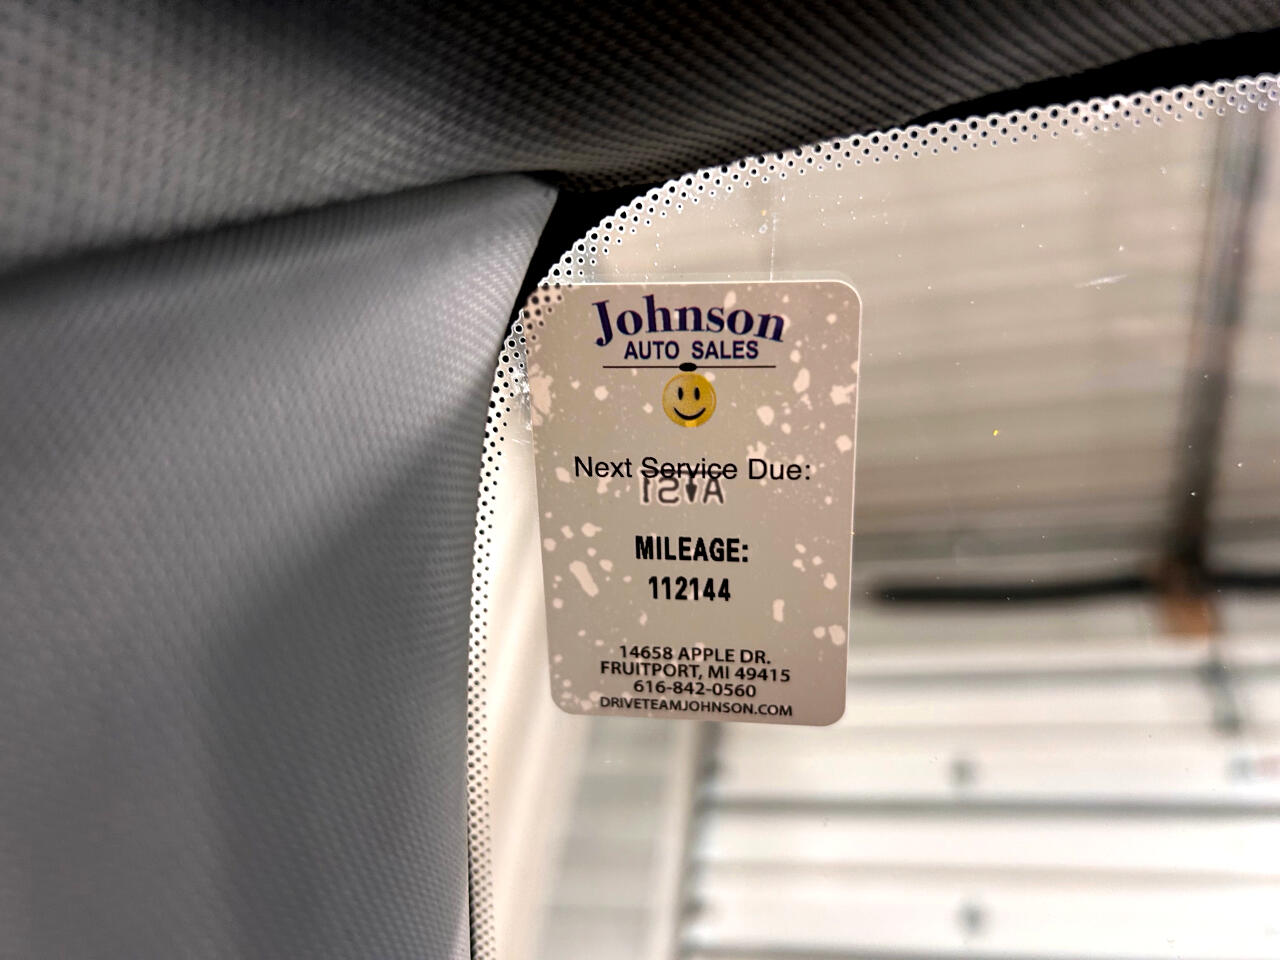 Johnson
AUTO SALES
Next Service Due:
MILEAGE:
112144
14658 APPLE DR.
FRUITPORT, MI 49415
616-842-0560
DRIVETEAMJOHNSON.COM